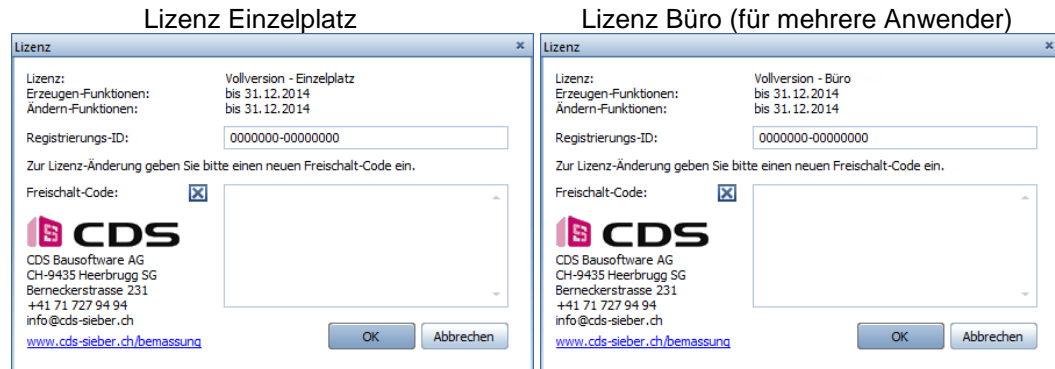 Lizenz Einzelplatz
Lizenz
Lizenz: Vollversion - Einzelplatz
Erzeugen-Funktionen: bis 31.12.2014
Ändern-Funktionen: bis 31.12.2014
Registrierungs-ID: 0000000-00000000
Zur Lizenz-Änderung geben Sie bitte einen neuen Freischalt-Code ein.
Freischalt-Code:
CDS
CDS Bausoftware AG
CH-9435 Heerbrugg SG
Berneckerstrasse 231
+41 71 727 94 94
info@cds-sieber.ch
www.cds-sieber.ch/bemassung
OK Abbrechen
Lizenz Büro (für mehrere Anwender)
Lizenz
Lizenz: Vollversion - Büro
Erzeugen-Funktionen: bis 31.12.2014
Ändern-Funktionen: bis 31.12.2014
Registrierungs-ID: 0000000-00000000
Zur Lizenz-Änderung geben Sie bitte einen neuen Freischalt-Code ein.
Freischalt-Code:
CDS
CDS Bausoftware AG
CH-9435 Heerbrugg SG
Berneckerstrasse 231
+41 71 727 94 94
info@cds-sieber.ch
www.cds-sieber.ch/bemassung
OK Abbrechen